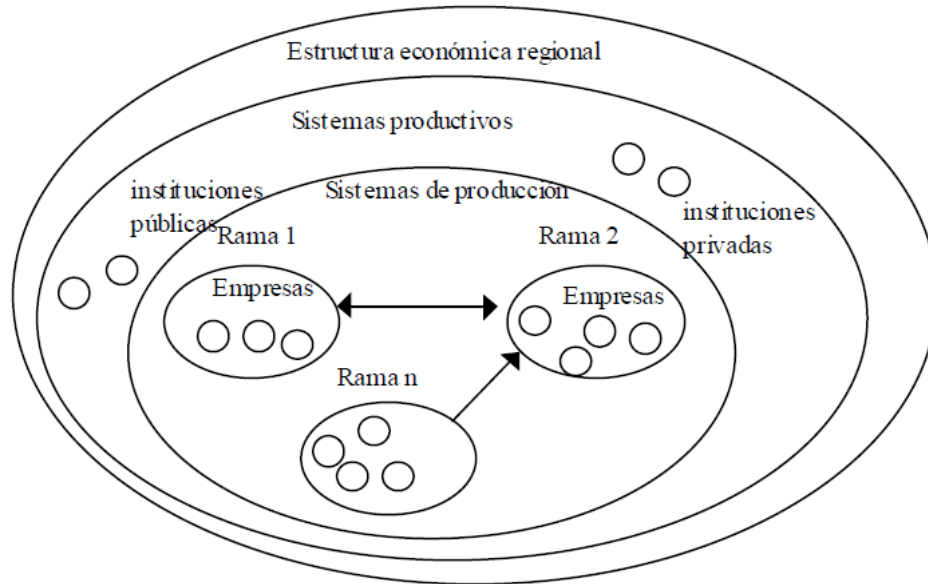 Estructura económica regional
Sistemas productivos
instituciones
públicas
Sistemas de producción
instituciones
privadas
Rama 1
Rama 2
Empresas
Empresas
Rama n